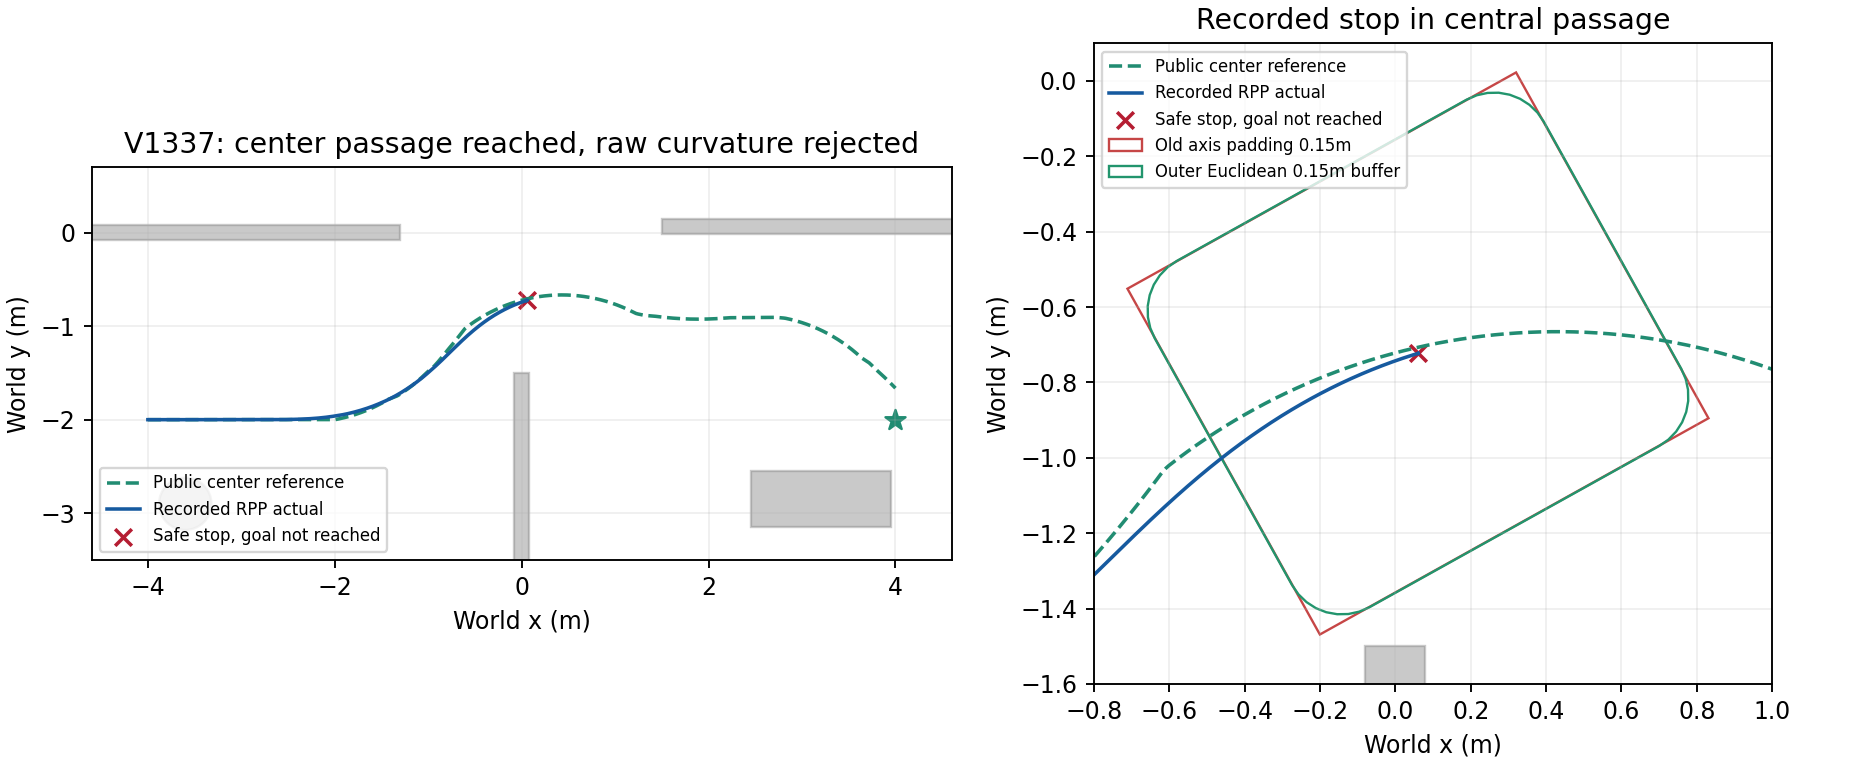 V1337: center passage reached, raw curvature rejected
World y (m)
0
−1
−2
−3
Public center reference
Recorded RPP actual
Safe stop, goal not reached
−4
−2
0
2
4
World x (m)
Recorded stop in central passage
World y (m)
0.0
−0.2
−0.4
−0.6
−0.8
−1.0
−1.2
−1.4
−1.6
Public center reference
Recorded RPP actual
Safe stop, goal not reached
Old axis padding 0.15m
Outer Euclidean 0.15m buffer
−0.8
−0.6
−0.4
−0.2
0.0
0.2
0.4
0.6
0.8
1.0
World x (m)